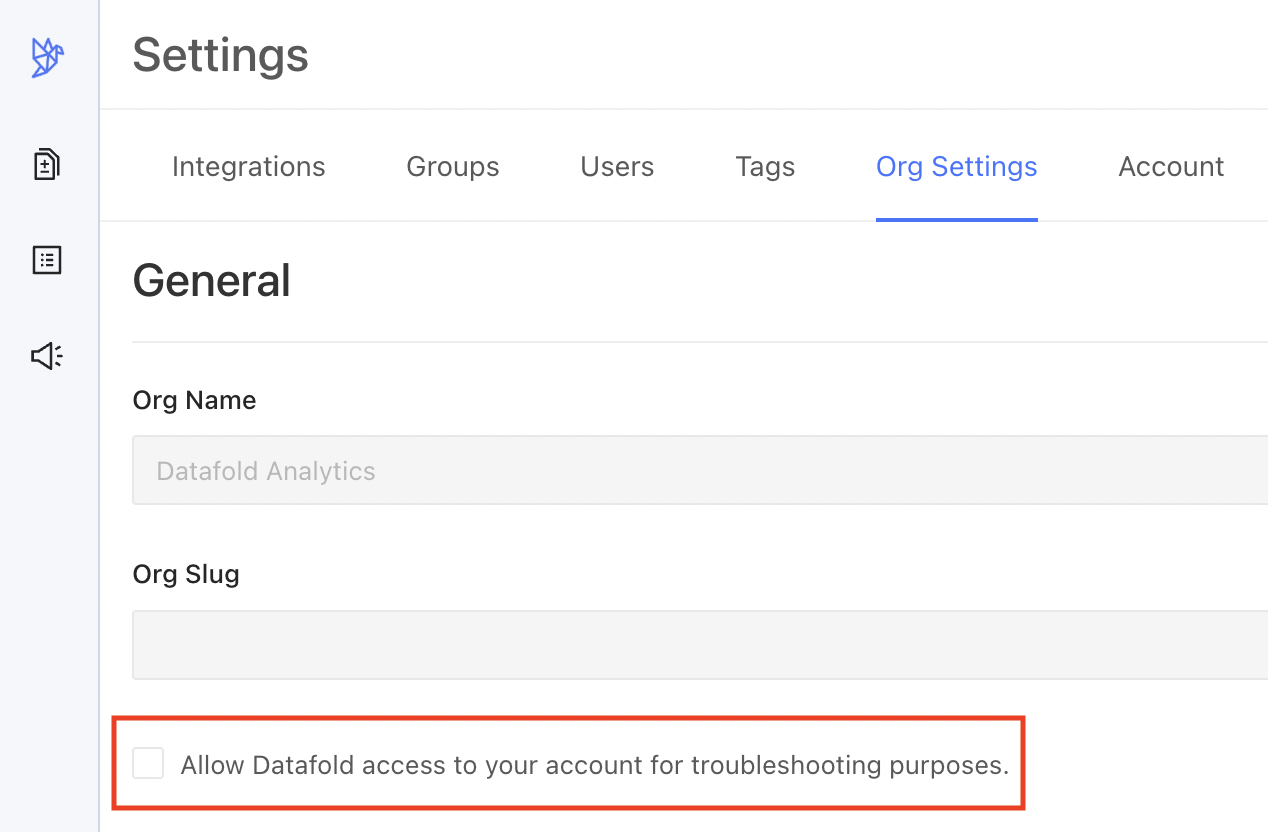 Settings
Integrations Groups Users Tags Org Settings Account
General
Org Name
Datafold Analytics
Org Slug
Allow Datafold access to your account for troubleshooting purposes.